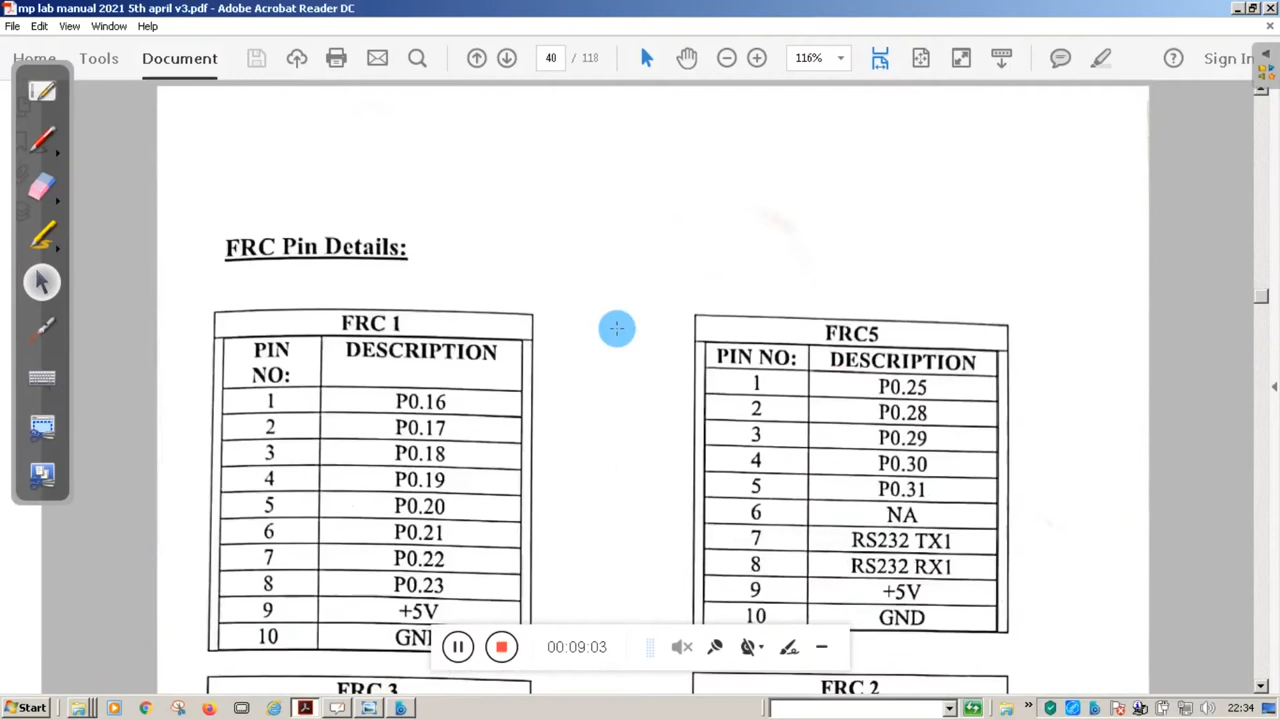 mp lab manual 2021 5th april v3.pdf - Adobe Acrobat Reader DC
File Edit View Window Help
Home Tools Document 40 / 118 116% Sign In
FRC Pin Details:
FRC 1
PIN NO: DESCRIPTION
1 P0.16
2 P0.17
3 P0.18
4 P0.19
5 P0.20
6 P0.21
7 P0.22
8 P0.23
9 +5V
10 GND
FRC5
PIN NO: DESCRIPTION
1 P0.25
2 P0.28
3 P0.29
4 P0.30
5 P0.31
6 NA
7 RS232 TX1
8 RS232 RX1
9 +5V
10 GND
00:09:03
FRC 3
FRC 2
Start
22:34